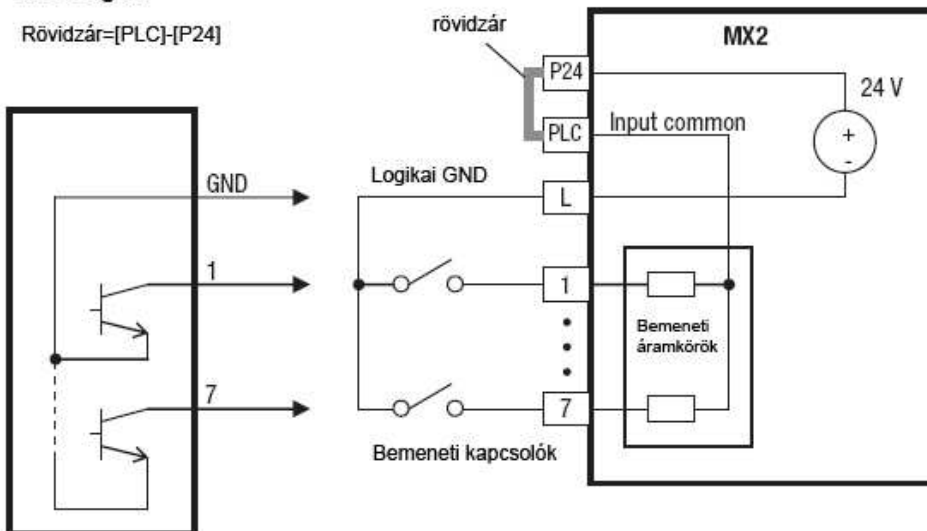 Rövidzár=[PLC]-[P24]
rövidzár
MX2
P24
24 V
PLC
Input common
+
-
GND
Logikai GND
L
1
1
Bemeneti
áramkörök
7
7
Bemeneti kapcsolók